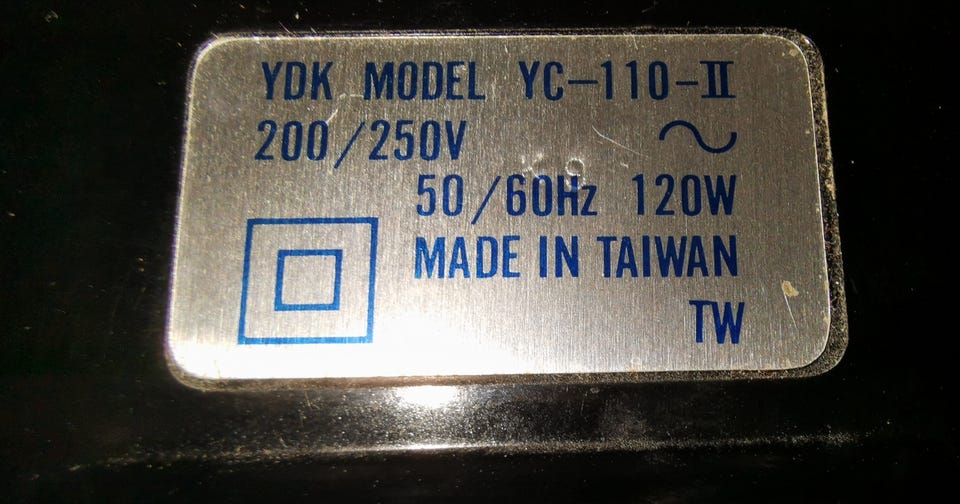 YDK MODEL YC-110-II
200/250V ~
50/60Hz 120W
MADE IN TAIWAN
TW